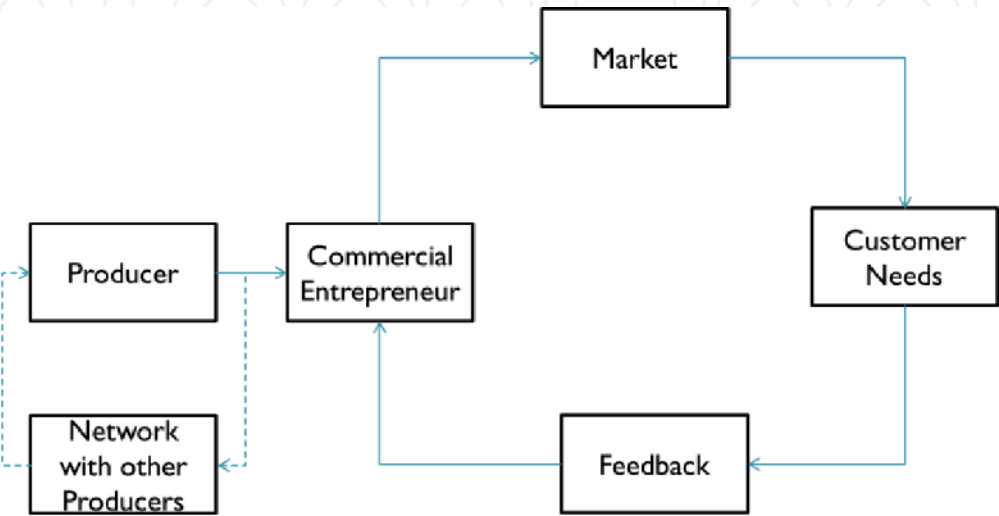 Market
Customer
Needs
Commercial
Entrepreneur
Producer
Network
with other
Producers
Feedback